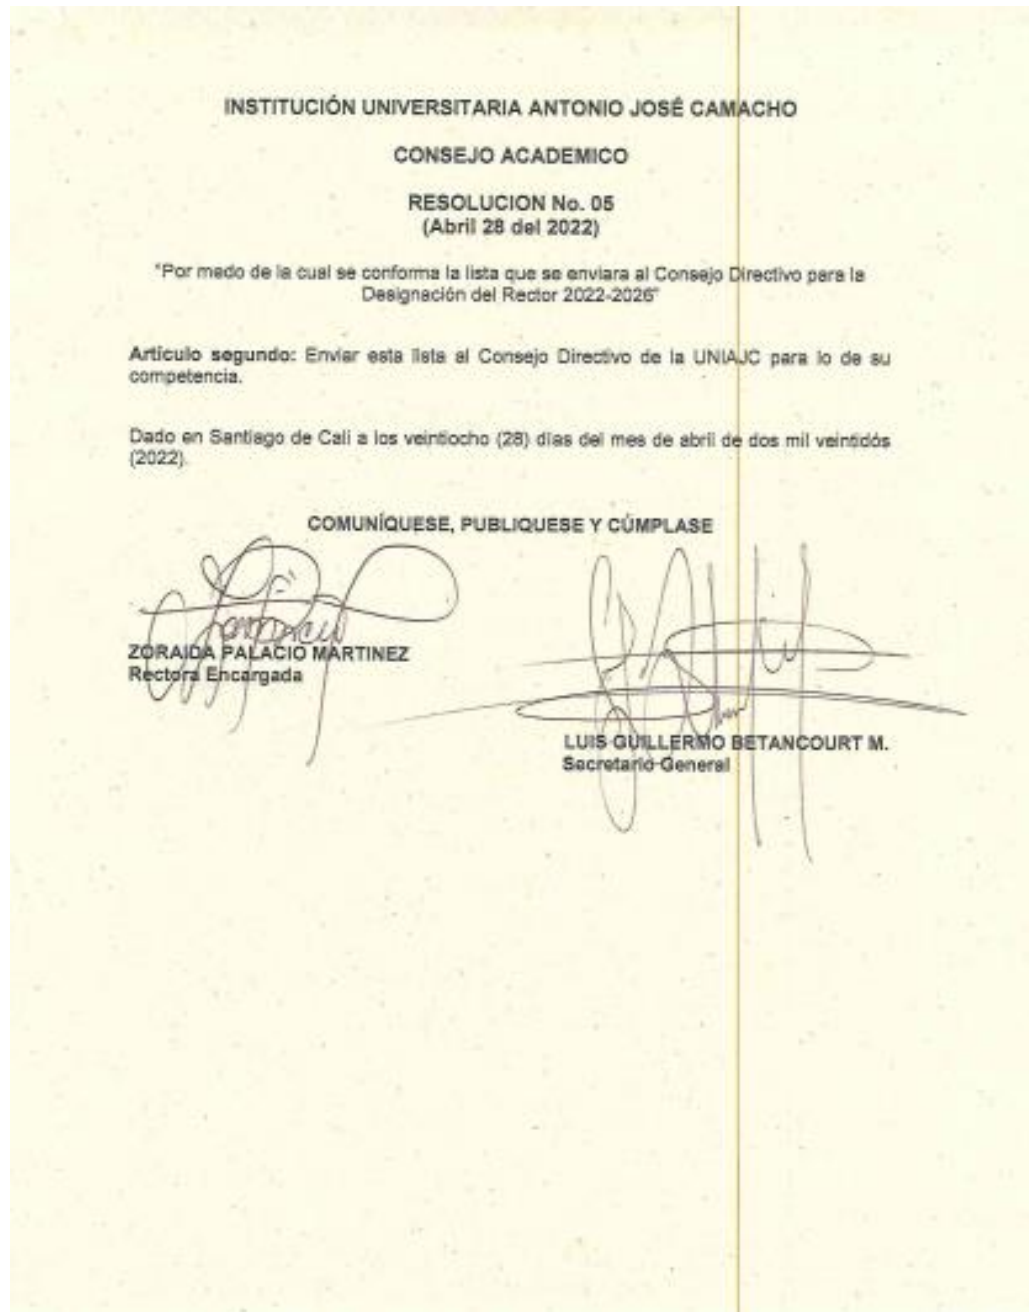 INSTITUCIÓN UNIVERSITARIA ANTONIO JOSÉ CAMACHO
CONSEJO ACADEMICO
RESOLUCION No. 05
(Abril 28 del 2022)
"Por medo de la cual se conforma la lista que se enviara al Consejo Directivo para la
Designación del Rector 2022-2026"
Artículo segundo: Enviar esta lista al Consejo Directivo de la UNIAJC para lo de su
competencia.
Dado en Santiago de Cali a los veintiocho (28) días del mes de abril de dos mil veintidós
(2022).
COMUNÍQUESE, PUBLIQUESE Y CÚMPLASE
ZORAIDA PALACIO MARTINEZ
Rectora Encargada
LUIS GUILLERMO BETANCOURT M.
Secretario General